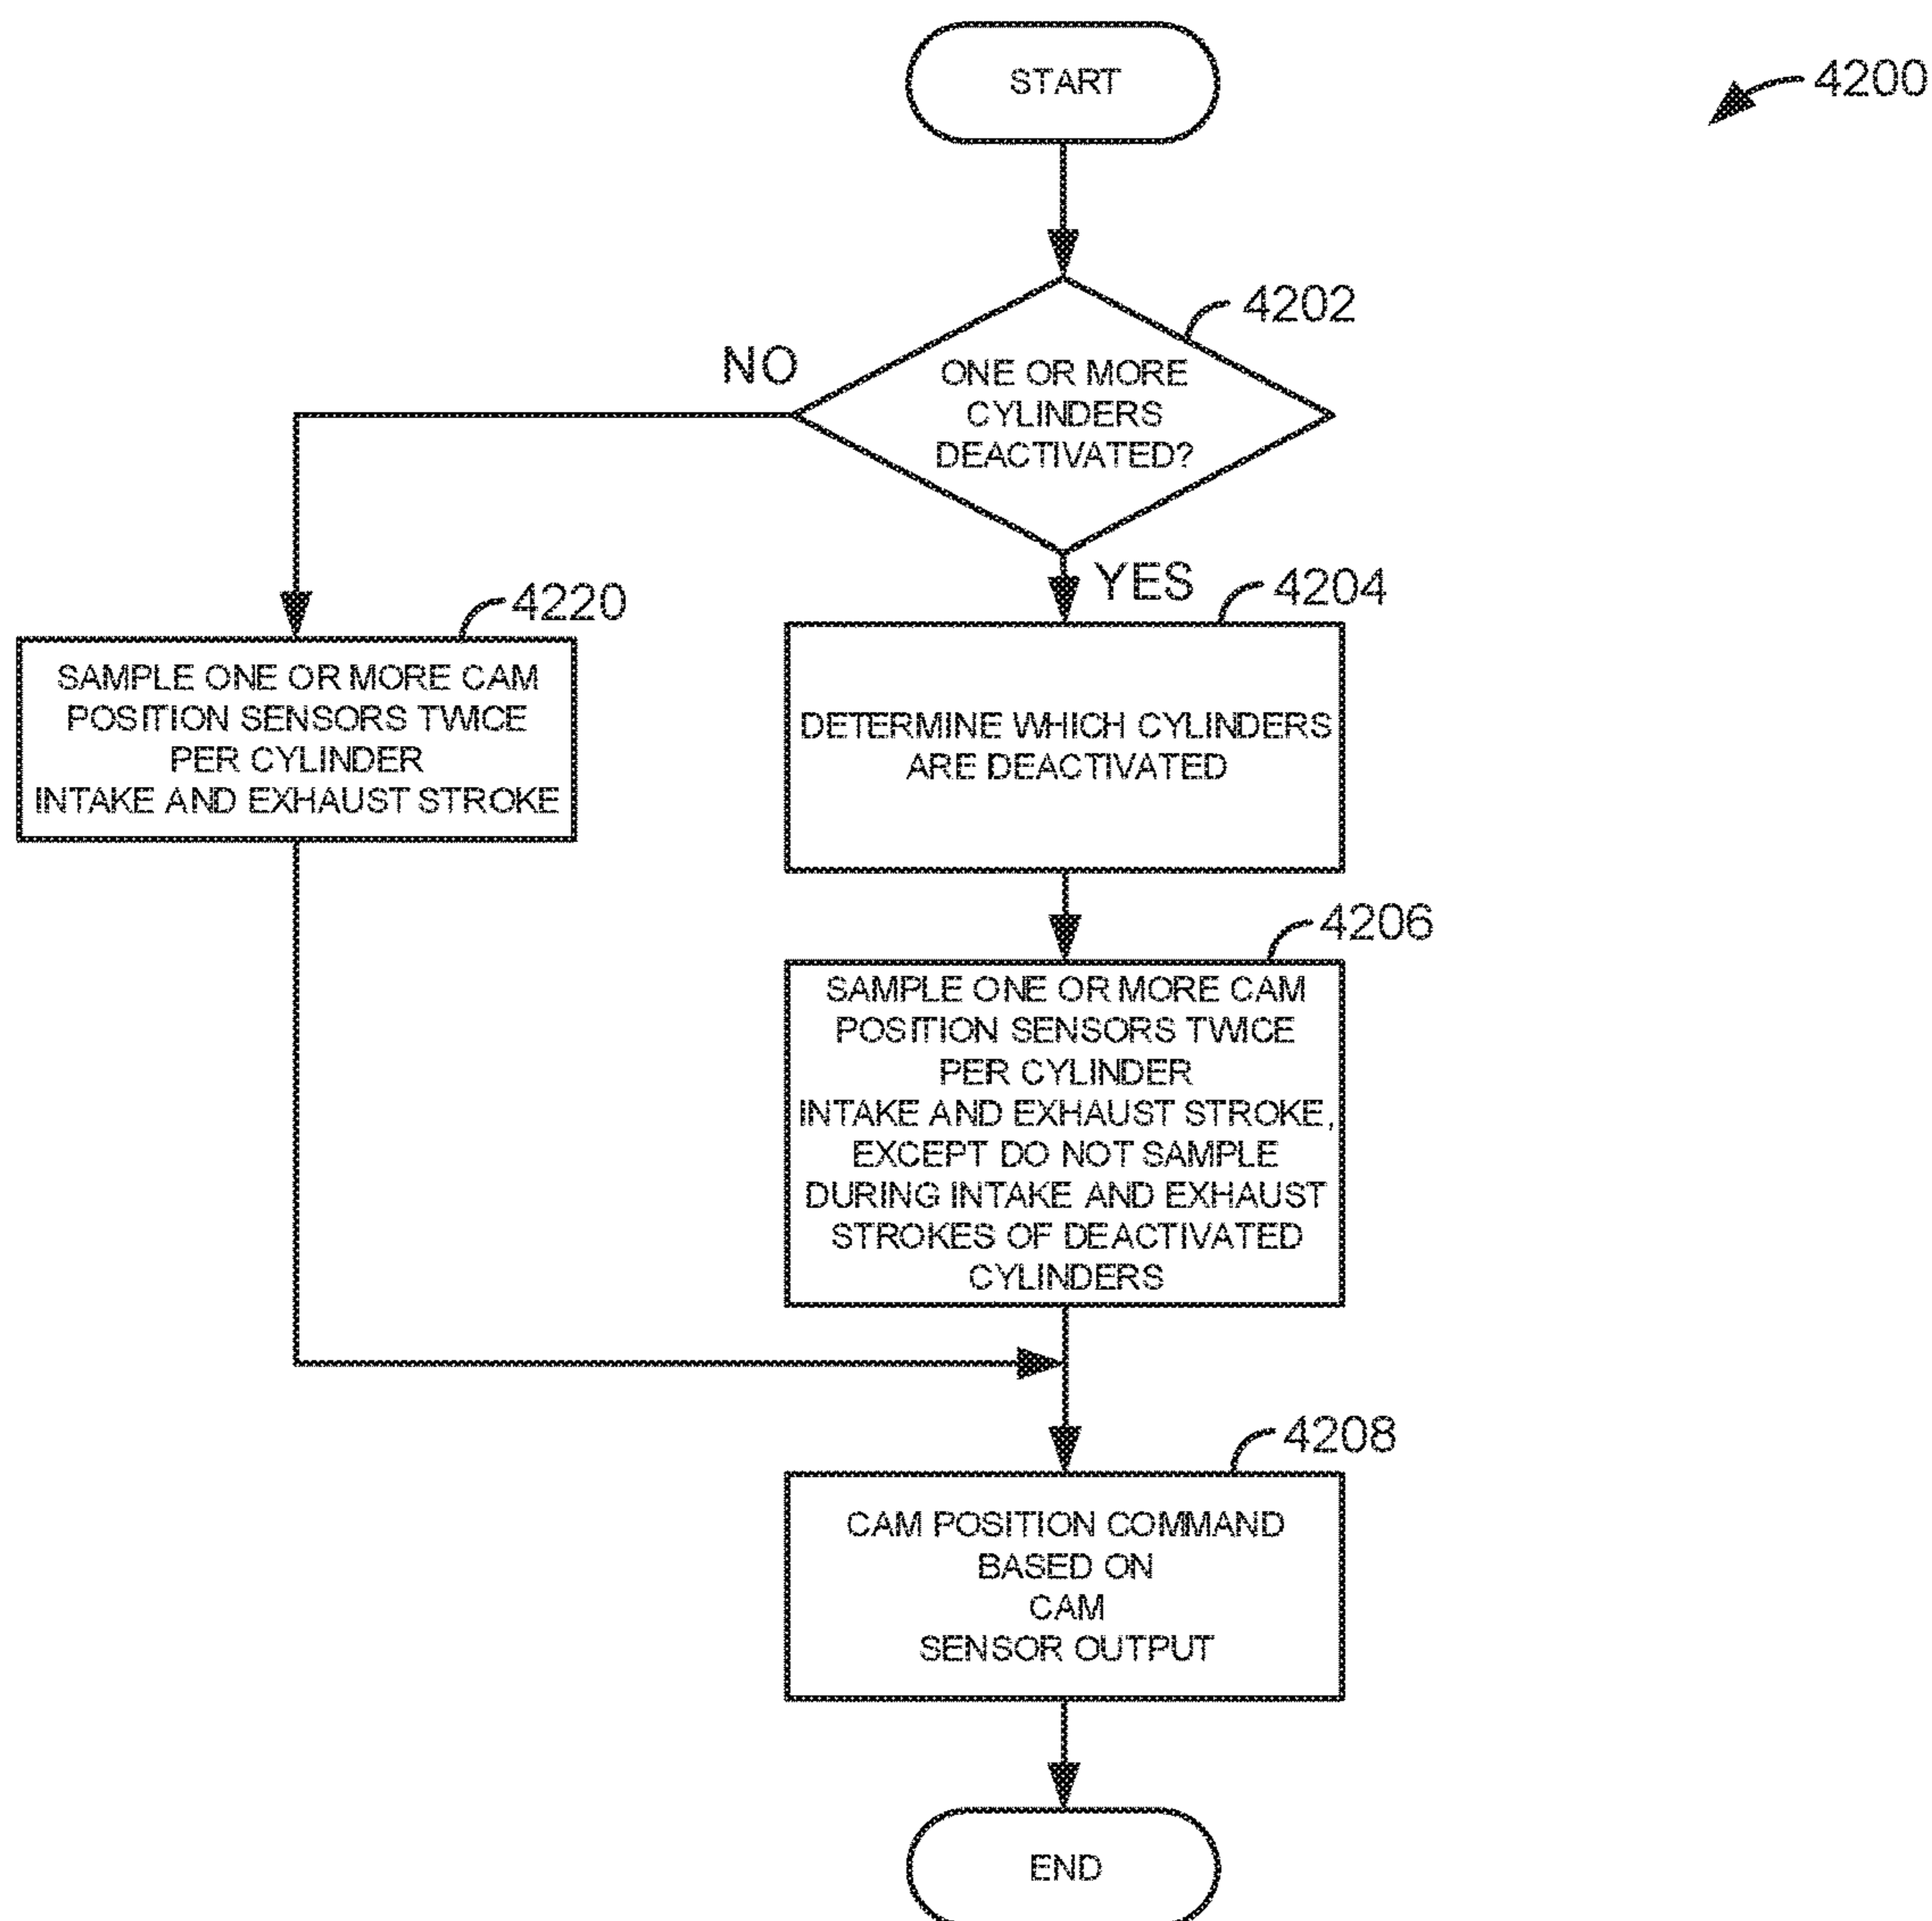 START
4200
4202
NO
ONE OR MORE
CYLINDERS
DEACTIVATED?
YES
4204
4220
SAMPLE ONE OR MORE CAM
POSITION SENSORS TWICE
PER CYLINDER
INTAKE AND EXHAUST STROKE
DETERMINE WHICH CYLINDERS
ARE DEACTIVATED
4206
SAMPLE ONE OR MORE CAM
POSITION SENSORS TWICE
PER CYLINDER
INTAKE AND EXHAUST STROKE,
EXCEPT DO NOT SAMPLE
DURING INTAKE AND EXHAUST
STROKES OF DEACTIVATED
CYLINDERS
4208
CAM POSITION COMMAND
BASED ON
CAM
SENSOR OUTPUT
END